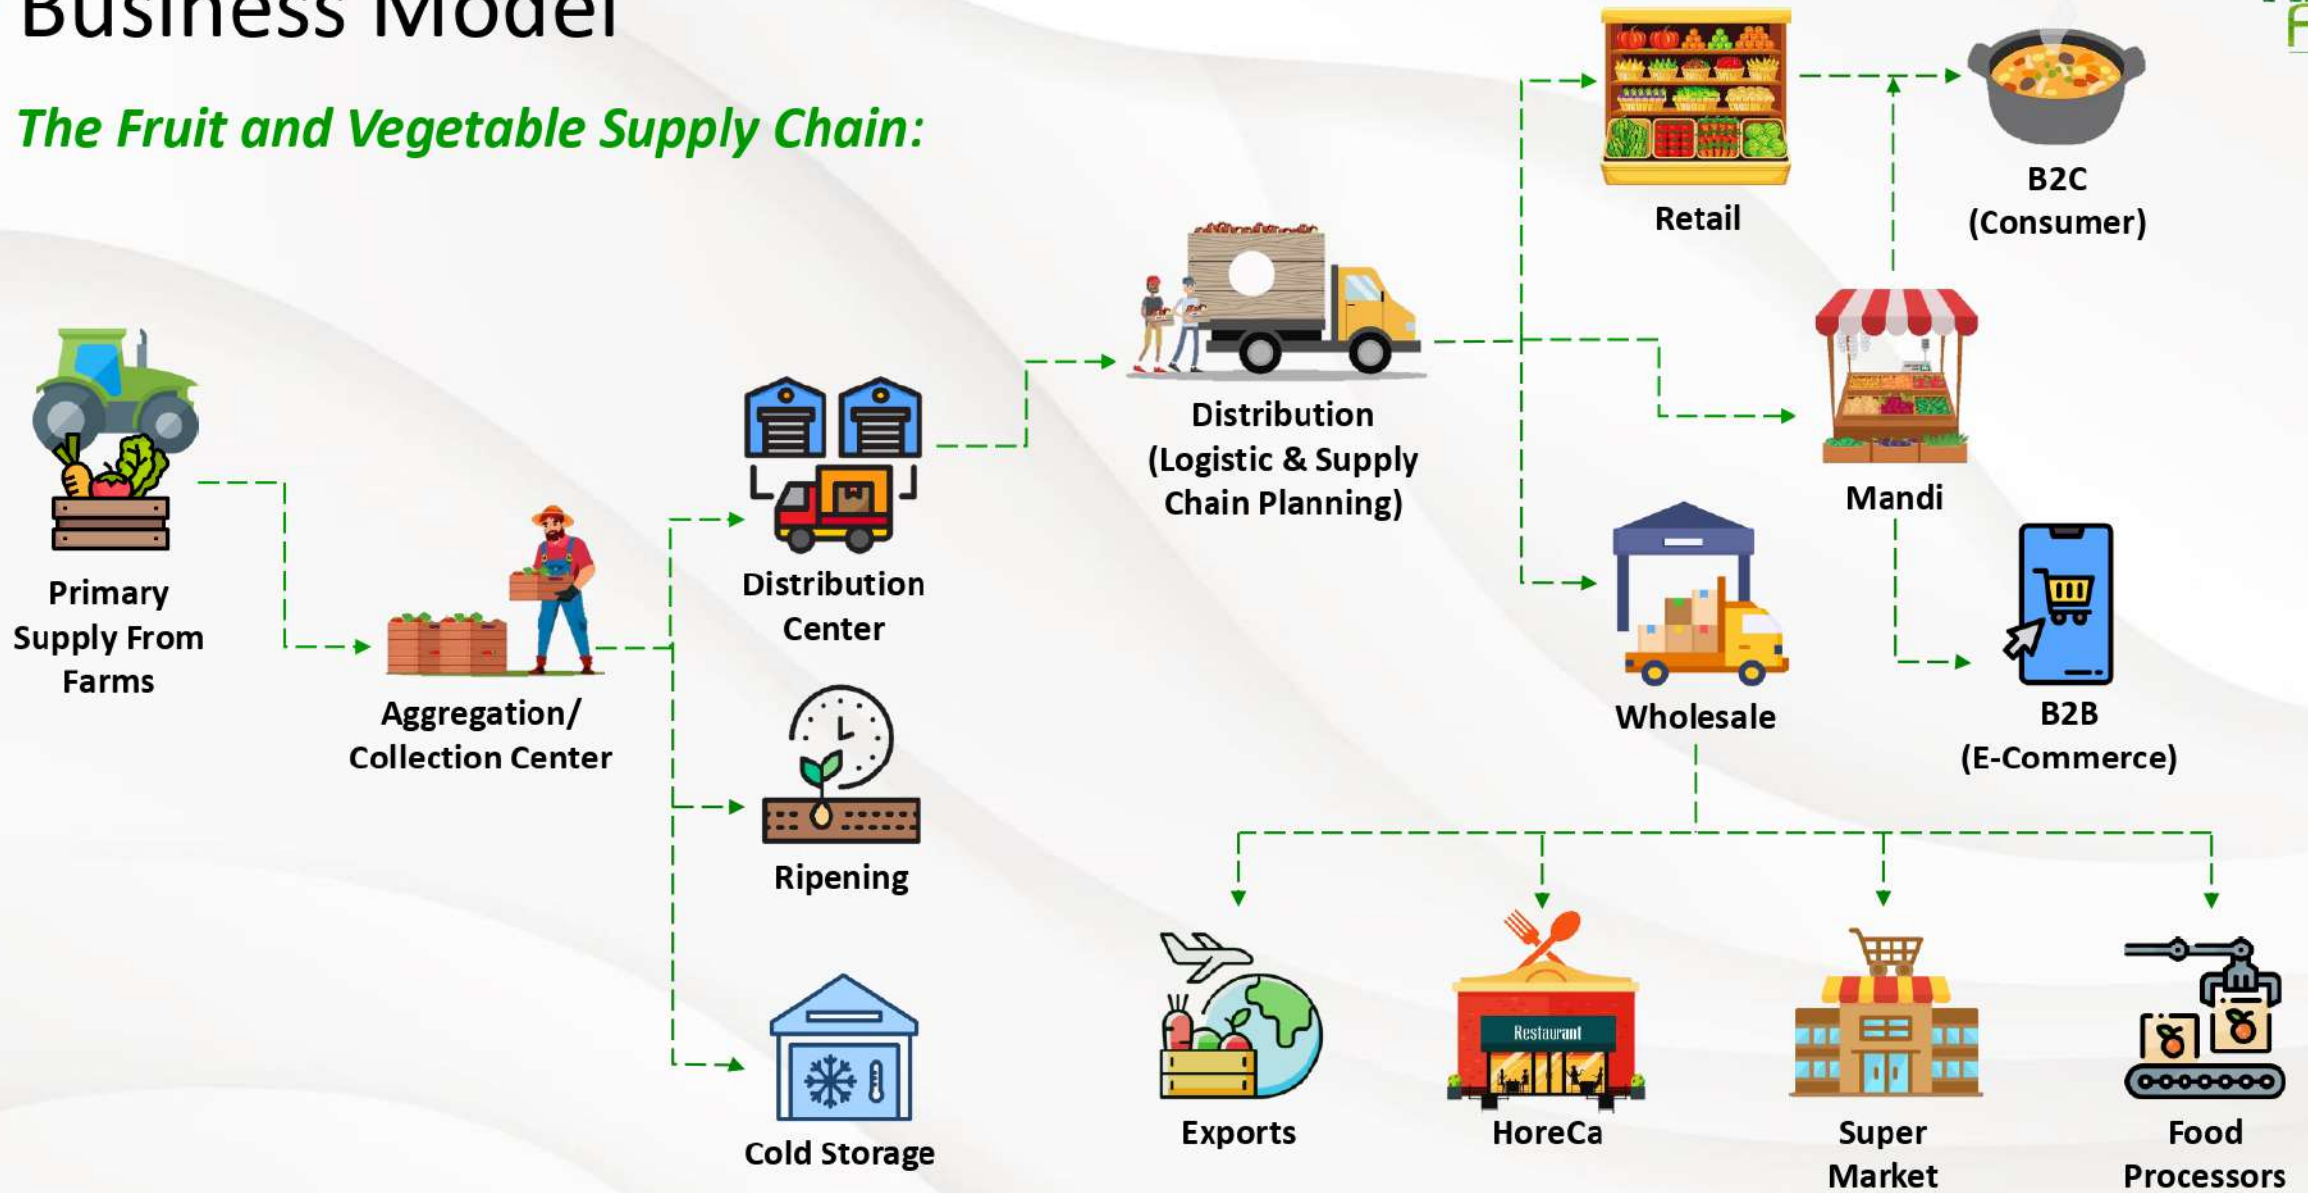 Business Model
The Fruit and Vegetable Supply Chain:
Primary
Supply From
Farms
Aggregation/
Collection Center
Distribution
Center
Ripening
Cold Storage
Distribution
(Logistic & Supply
Chain Planning)
Retail
B2C
(Consumer)
Mandi
Wholesale
B2B
(E-Commerce)
Exports
Restaurant
HoreCa
Super
Market
Food
Processors